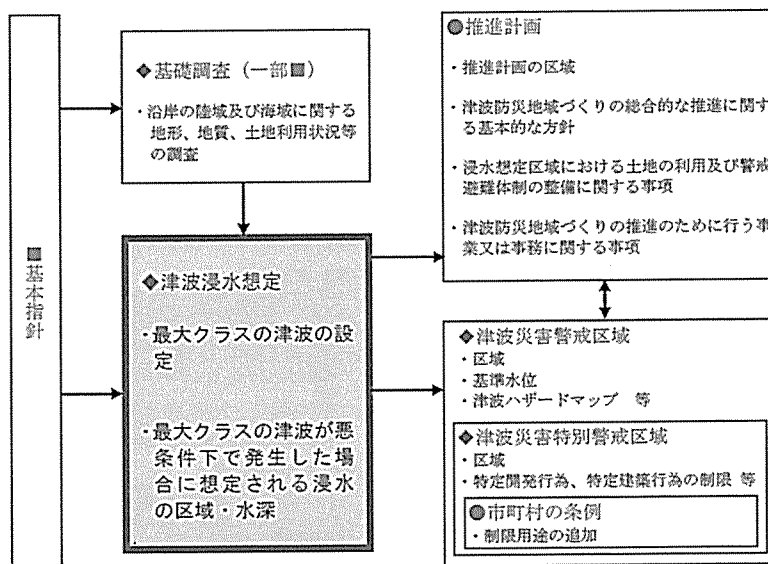 ■基本指針
◆基礎調査（一部■）
・沿岸の陸域及び海域に関する
地形、地質、土地利用状況等
の調査
◆津波浸水想定
・最大クラスの津波の設
定
・最大クラスの津波が悪
条件下で発生した場
合に想定される浸水
の区域・水深
●推進計画
・推進計画の区域
・津波防災地域づくりの総合的な推進に関す
る基本的な方針
・浸水想定区域における土地の利用及び警戒
避難体制の整備に関する事項
・津波防災地域づくりの推進のために行う事
業又は事務に関する事項
◆津波災害警戒区域
・区域
・基準水位
・津波ハザードマップ 等
◆津波災害特別警戒区域
・区域
・特定開発行為、特定建築行為の制限 等
●市町村の条例
・制限用途の追加